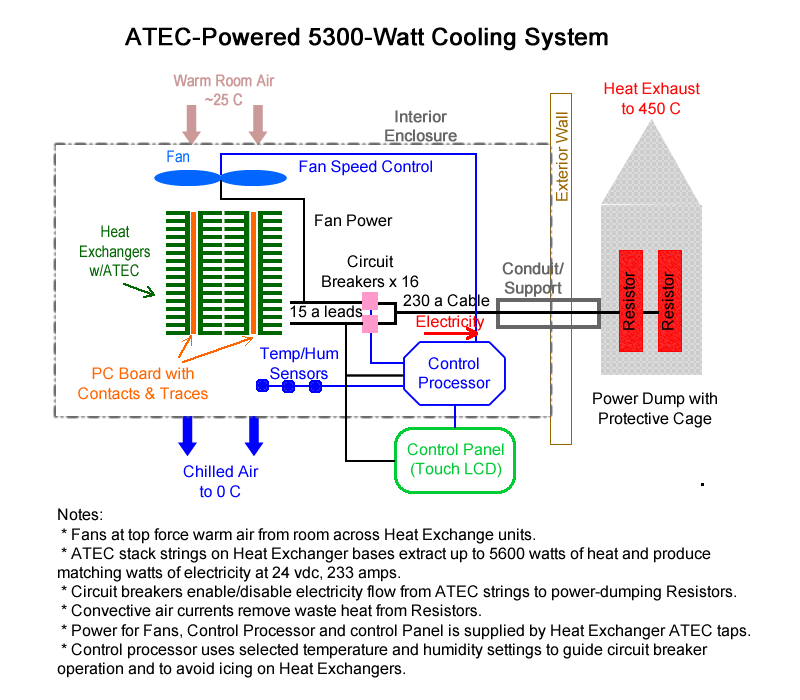 ATEC-Powered 5300-Watt Cooling System
Warm Room Air
~25 C
Heat Exhaust
to 450 C
Interior
Enclosure
Exterior Wall
Fan
Fan Speed Control
Fan Power
Heat
Exchangers
w/ATEC
Circuit
Breakers x 16
Conduit/
Support
15 a leads
230 a Cable
Electricity
Resistor
Resistor
Temp/Hum
Sensors
Control
Processor
PC Board with
Contacts & Traces
Power Dump with
Protective Cage
Control Panel
(Touch LCD)
Chilled Air
to 0 C
.
Notes:
* Fans at top force warm air from room across Heat Exchange units.
* ATEC stack strings on Heat Exchanger bases extract up to 5600 watts of heat and produce
matching watts of electricity at 24 vdc, 233 amps.
* Circuit breakers enable/disable electricity flow from ATEC strings to power-dumping Resistors.
* Convective air currents remove waste heat from Resistors.
* Power for Fans, Control Processor and control Panel is supplied by Heat Exchanger ATEC taps.
* Control processor uses selected temperature and humidity settings to guide circuit breaker
operation and to avoid icing on Heat Exchangers.